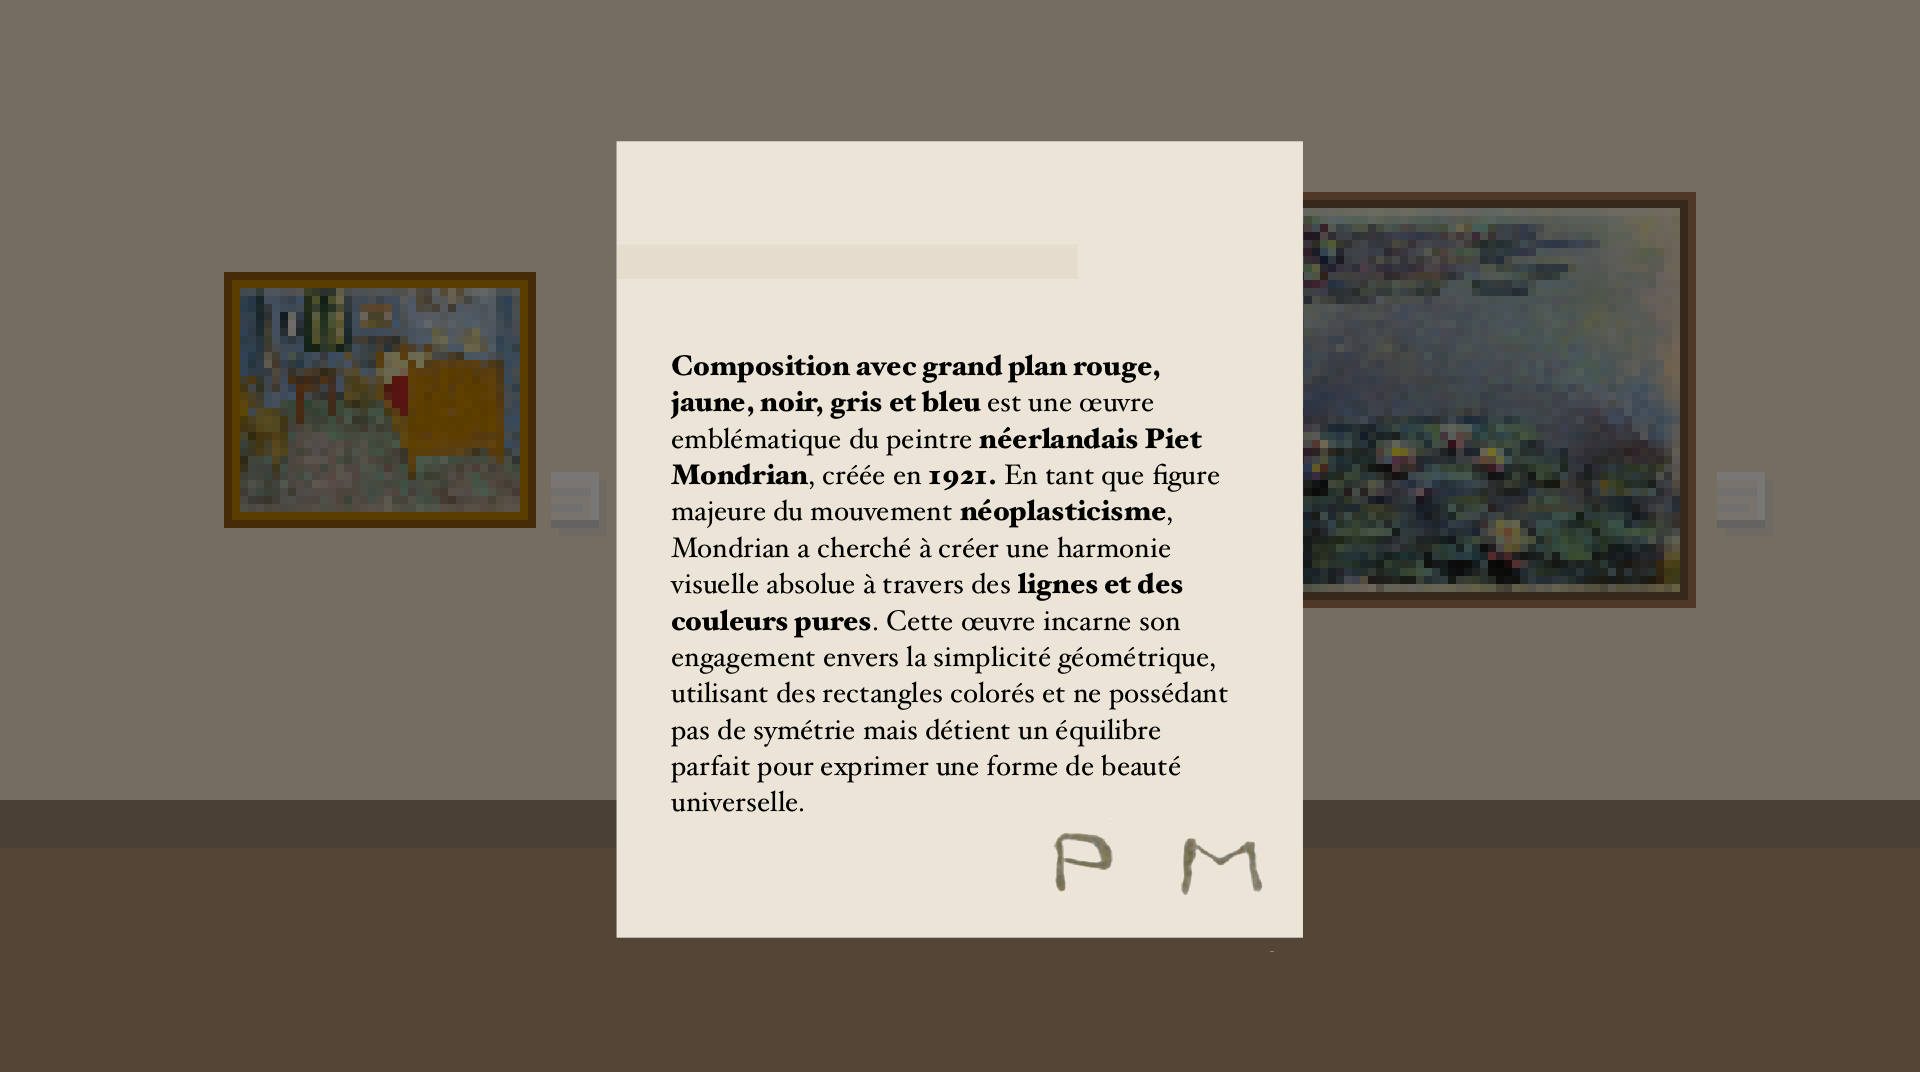 Composition avec grand plan rouge,
jaune, noir, gris et bleu est une œuvre
emblématique du peintre néerlandais Piet
Mondrian, créée en 1921. En tant que figure
majeure du mouvement néoplasticisme,
Mondrian a cherché à créer une harmonie
visuelle absolue à travers des lignes et des
couleurs pures. Cette œuvre incarne son
engagement envers la simplicité géométrique,
utilisant des rectangles colorés et ne possédant
pas de symétrie mais détient un équilibre
parfait pour exprimer une forme de beauté
universelle.
P M